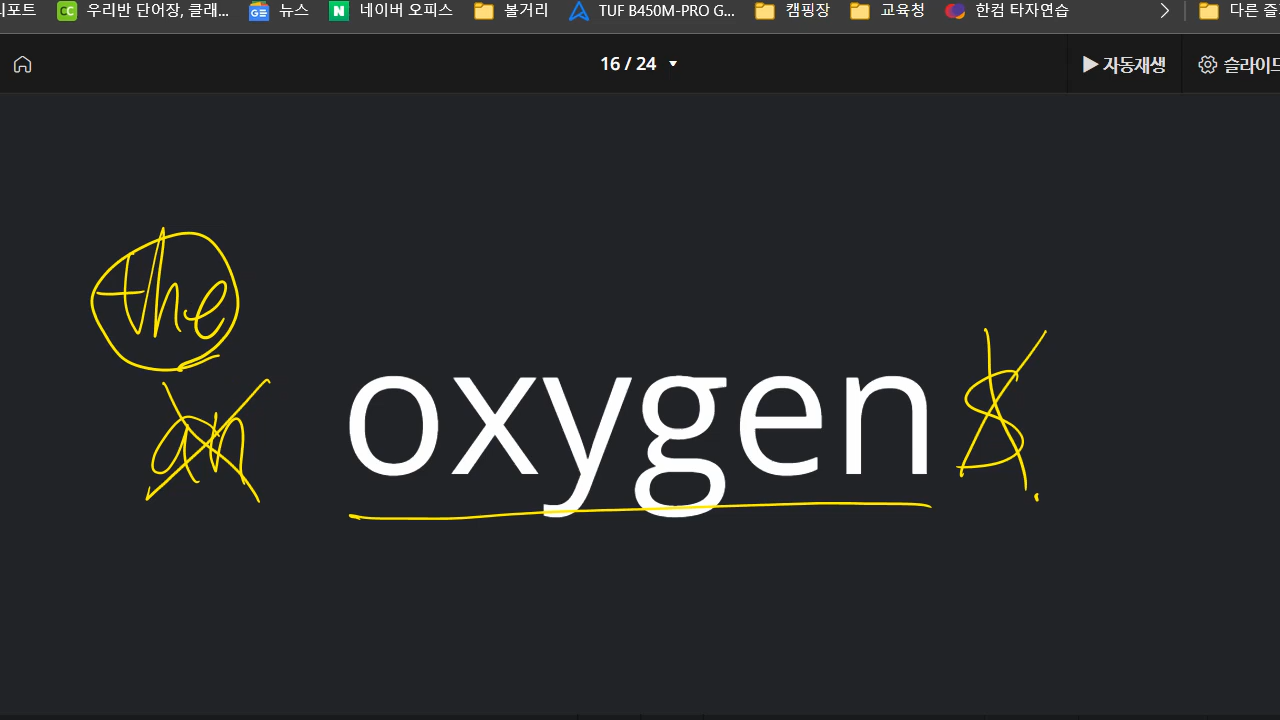 리포트 우리반 단어장, 클래... 뉴스 네이버 오피스 볼거리 TUF B450M-PRO G... 캠핑장 교육청 한컴 타자연습 다른 즐
16 / 24 ▶ 자동재생 슬라이드
the
an oxygen s.